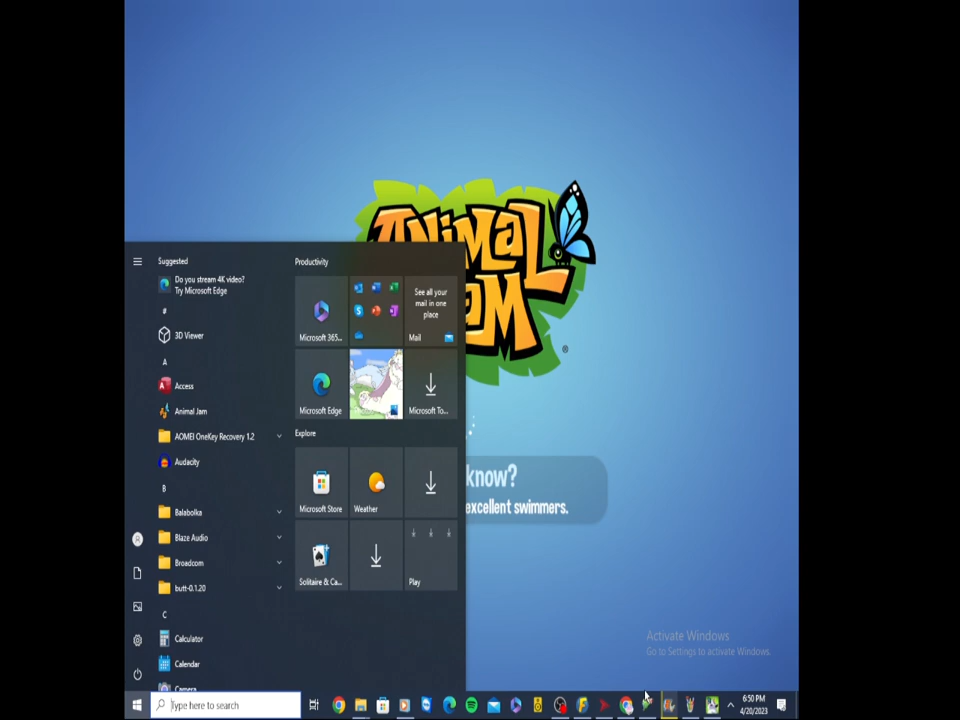 ANiMAL
JAM
®
know?
excellent swimmers.
Suggested
Do you stream 4K video?
Try Microsoft Edge
#
3D Viewer
A
Access
Animal Jam
AOMEI OneKey Recovery 1.2
Audacity
B
Balabolka
Blaze Audio
Broadcom
butt-0.1.20
C
Calculator
Calendar
Camera
Productivity
Microsoft 365...
See all your
mail in one
place
Mail
Microsoft Edge
Microsoft To...
Explore
Microsoft Store
Weather
Solitaire & Ca...
Play
Activate Windows
Go to Settings to activate Windows.
Type here to search
6:50 PM
4/20/2023